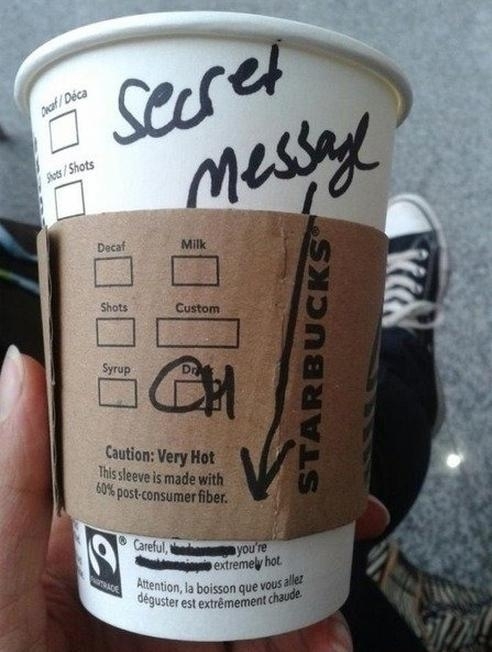 Decaf / Déca
Shots / Shots
Secret
Message
Decaf
Milk
Shots
Custom
Syrup
CH
STARBUCKS®
Caution: Very Hot
This sleeve is made with
60% post-consumer fiber.
FAIRTRADE
®
Careful, you're
extremely hot.
Attention, la boisson que vous allez
déguster est extrêmement chaude.